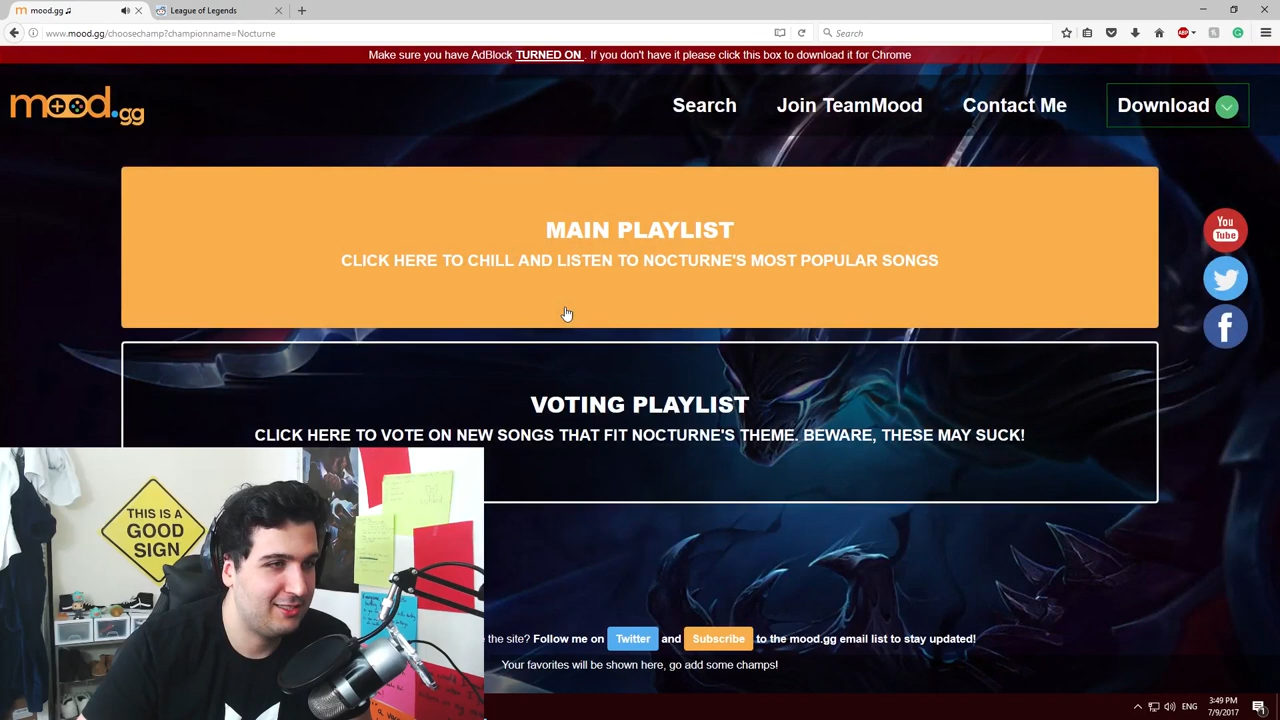 mood.gg ♫
League of Legends
www.mood.gg/choosechamp?championname=Nocturne
Search
ABP
Make sure you have AdBlock TURNED ON . If you don't have it please click this box to download it for Chrome
mood.gg
Search
Join TeamMood
Contact Me
Download
MAIN PLAYLIST
CLICK HERE TO CHILL AND LISTEN TO NOCTURNE'S MOST POPULAR SONGS
You
Tube
VOTING PLAYLIST
CLICK HERE TO VOTE ON NEW SONGS THAT FIT NOCTURNE'S THEME. BEWARE, THESE MAY SUCK!
THIS IS A
GOOD
SIGN
the site? Follow me on Twitter and Subscribe to the mood.gg email list to stay updated!
Your favorites will be shown here, go add some champs!
ENG
3:49 PM
7/9/2017